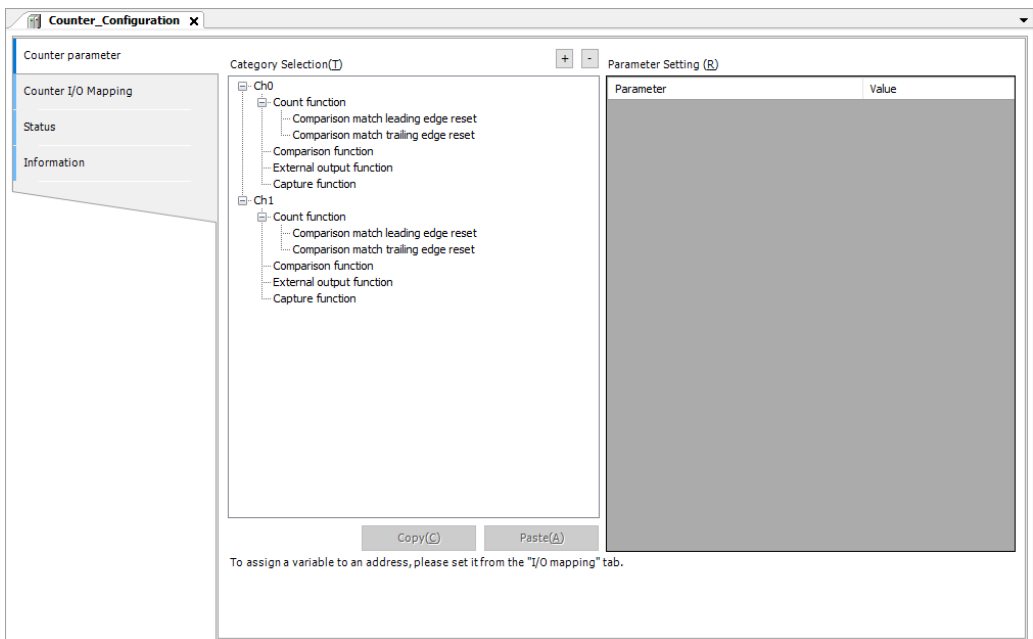 Counter_Configuration X
Counter parameter
Counter I/O Mapping
Status
Information
Category Selection(T)
+ -
Ch0
Count function
Comparison match leading edge reset
Comparison match trailing edge reset
Comparison function
External output function
Capture function
Ch1
Count function
Comparison match leading edge reset
Comparison match trailing edge reset
Comparison function
External output function
Capture function
Copy(C) Paste(A)
Parameter Setting (R)
Parameter Value
To assign a variable to an address, please set it from the "I/O mapping" tab.